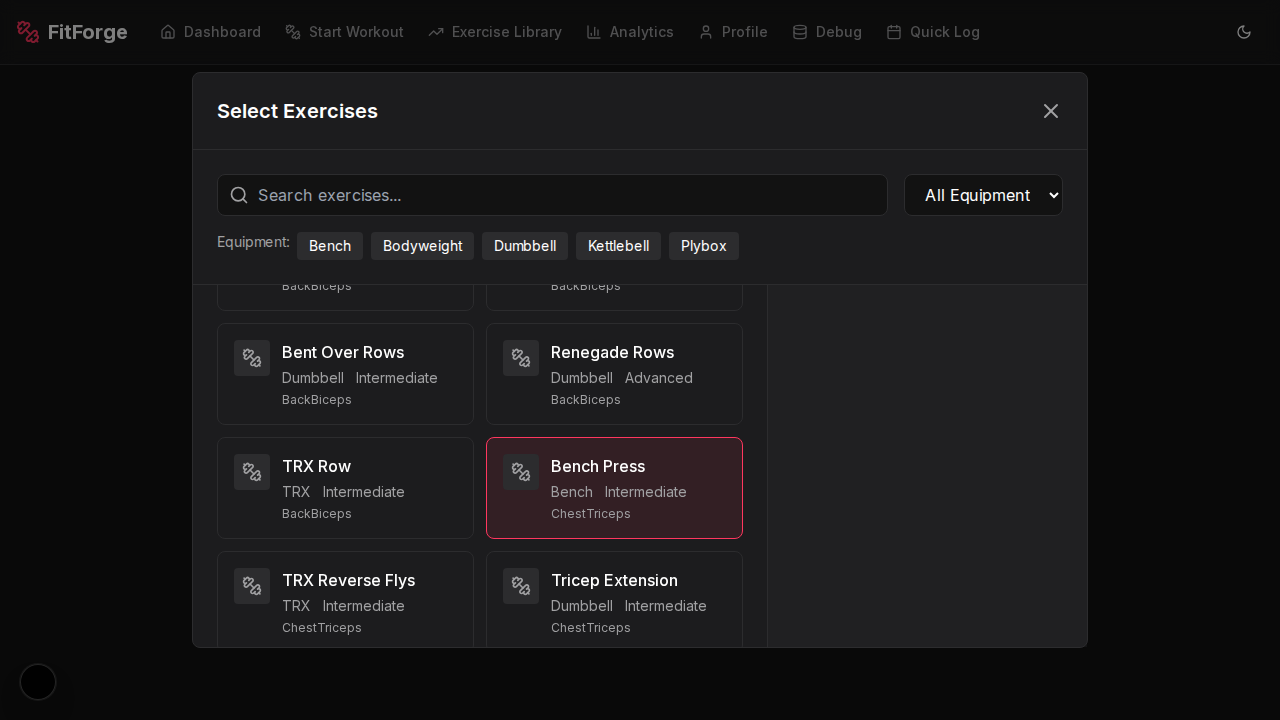 FitForge
Dashboard
Start Workout
Exercise Library
Analytics
Profile
Debug
Quick Log
Select Exercises
Search exercises...
All Equipment
Equipment:
Bench
Bodyweight
Dumbbell
Kettlebell
Plybox
BackBiceps
BackBiceps
Bent Over Rows
Dumbbell Intermediate
BackBiceps
Renegade Rows
Dumbbell Advanced
BackBiceps
TRX Row
TRX Intermediate
BackBiceps
Bench Press
Bench Intermediate
ChestTriceps
TRX Reverse Flys
TRX Intermediate
ChestTriceps
Tricep Extension
Dumbbell Intermediate
ChestTriceps